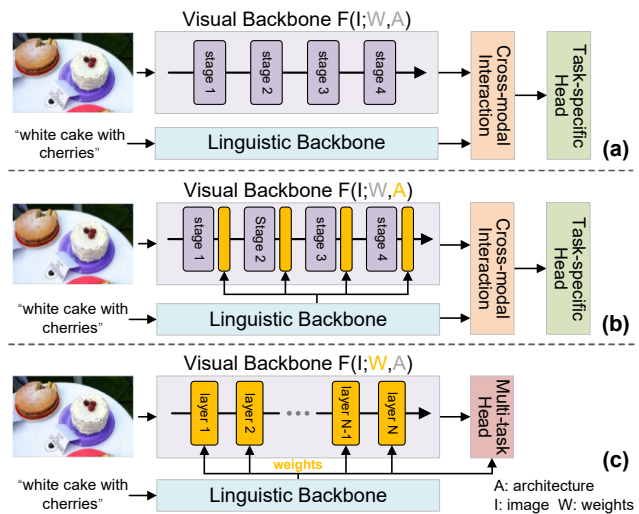 Visual Backbone F(I;W,A)
stage 1
stage 2
stage 3
stage 4
Cross-modal
Interaction
Task-specific
Head
"white cake with
cherries"
Linguistic Backbone
(a)
Visual Backbone F(I;W,A)
stage 1
Stage 2
stage 3
stage 4
Cross-modal
Interaction
Task-specific
Head
"white cake with
cherries"
Linguistic Backbone
(b)
Visual Backbone F(I;W,A)
layer 1
layer 2
layer N-1
layer N
Multi-task
Head
weights
(c)
"white cake with
cherries"
Linguistic Backbone
A: architecture
I: image W: weights